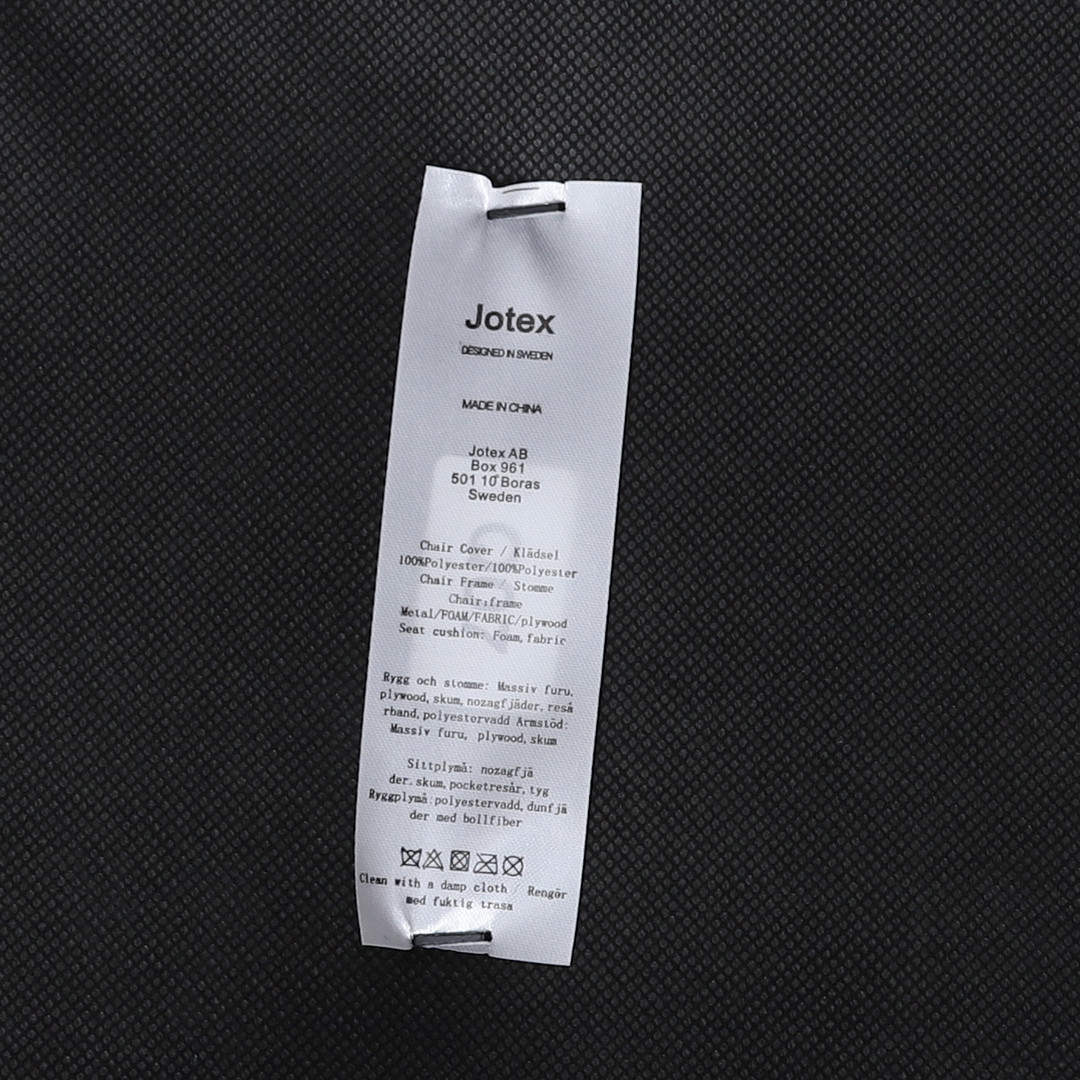 Jotex
DESIGNED IN SWEDEN
MADE IN CHINA
Jotex AB
Box 961
501 10 Boras
Sweden
Chair Cover / Klädsel
100%Polyester/100%Polyester
Chair Frame / Stomme
Chair:frame
Metal/FOAM/FABRIC/plywood
Seat cushion: Foam, fabric
Rygg och stomme: Massiv furu,
plywood, skum, nozagfjäder, reså
rband, polyestervadd Armstöd:
Massiv furu, plywood, skum
Sittplymå: nozagfjä
der. skum, pocketresår, tyg
Ryggplymå:polyestervadd, dunfjä
der med bollfiber
Clean with a damp cloth / Rengör
med fuktig trasa